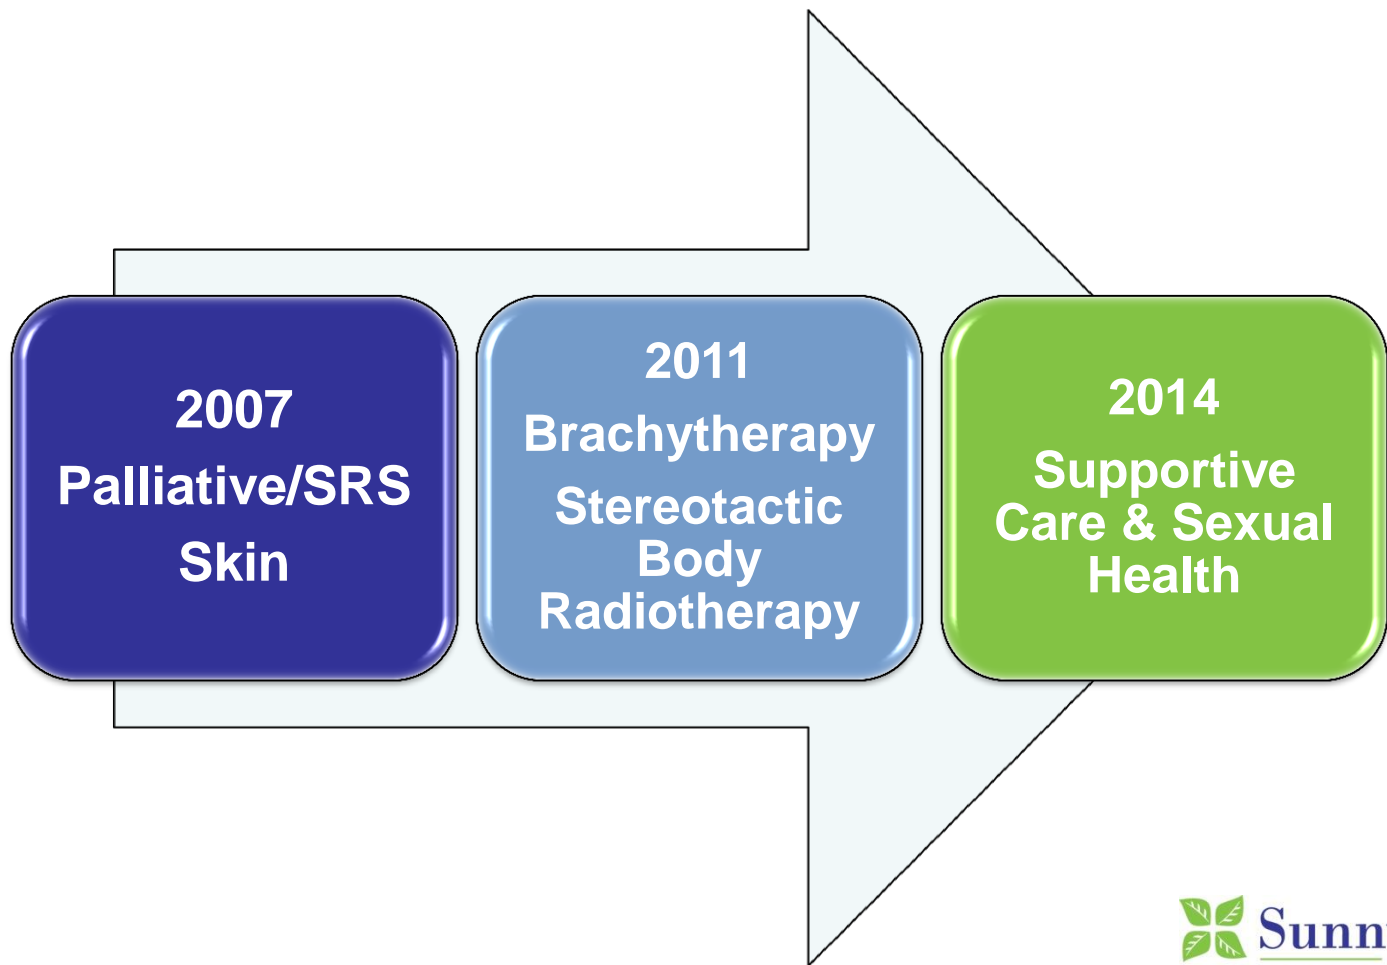 2007
Palliative/SRS
Skin
2011
Brachytherapy
Stereotactic
Body
Radiotherapy
2014
Supportive
Care & Sexual
Health
Sunn